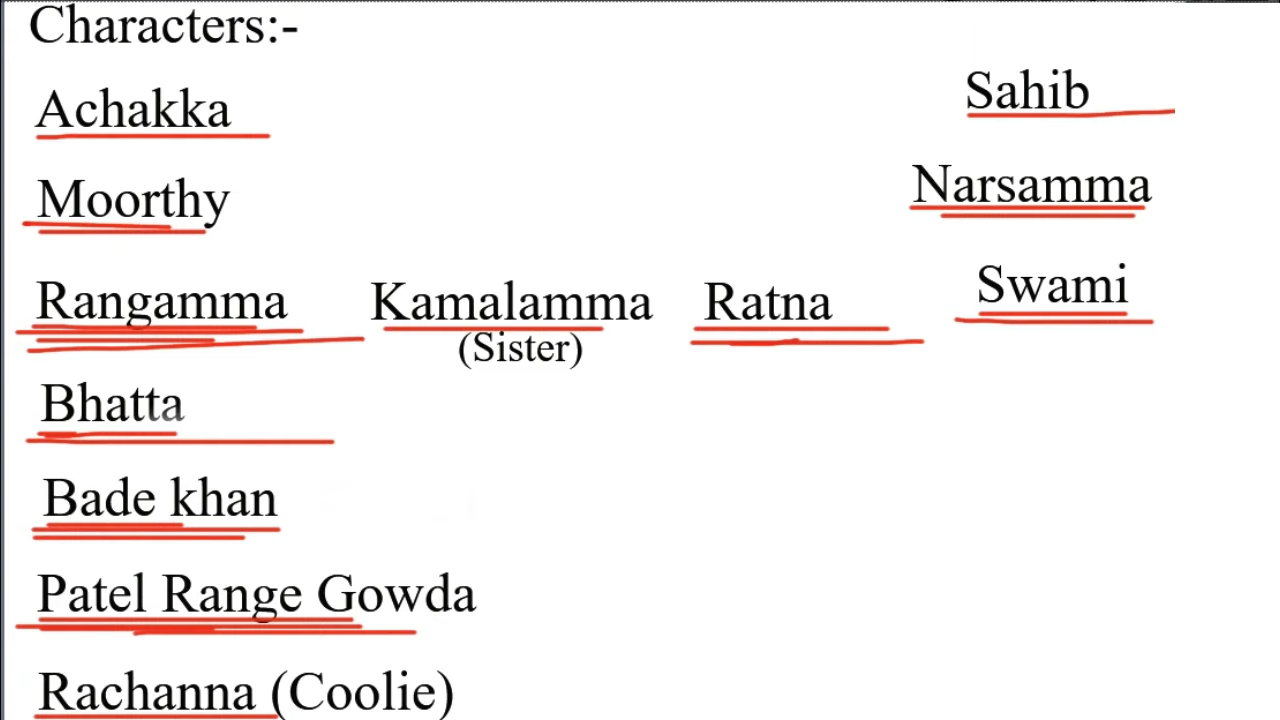 Characters:-
Achakka
Sahib
Moorthy
Narsamma
Rangamma Kamalamma Ratna Swami
(Sister)
Bhatta
Bade khan
Patel Range Gowda
Rachanna (Coolie)